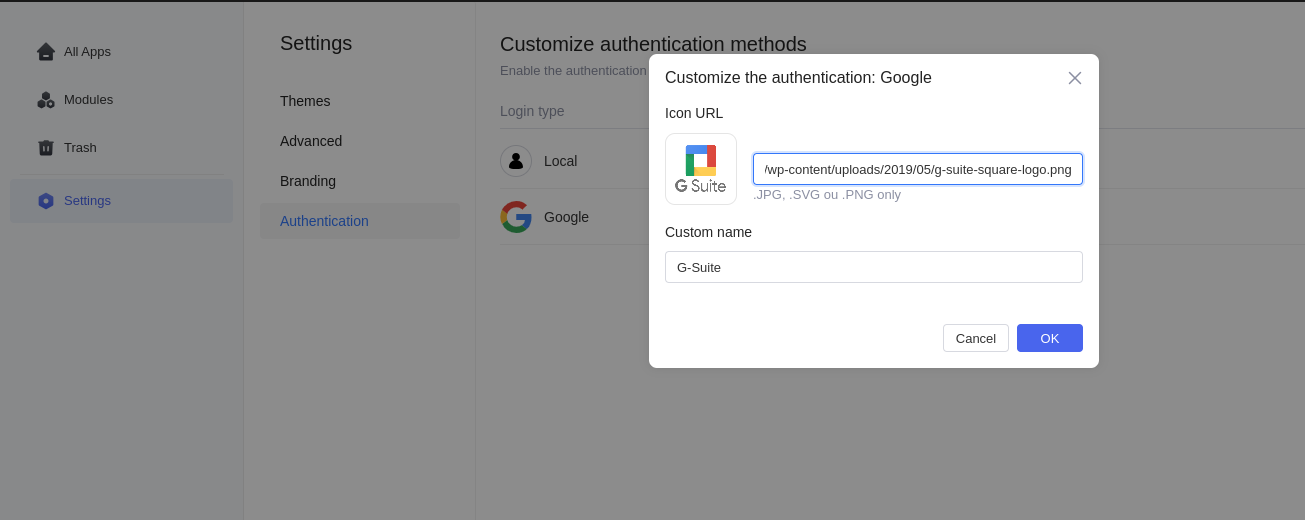 All Apps
Modules
Trash
Settings
Settings
Themes
Advanced
Branding
Authentication
Customize authentication methods
Enable the authentication
Login type
Local
Google
Customize the authentication: Google
Icon URL
G Suite
/wp-content/uploads/2019/05/g-suite-square-logo.png
.JPG, .SVG ou .PNG only
Custom name
G-Suite
Cancel
OK